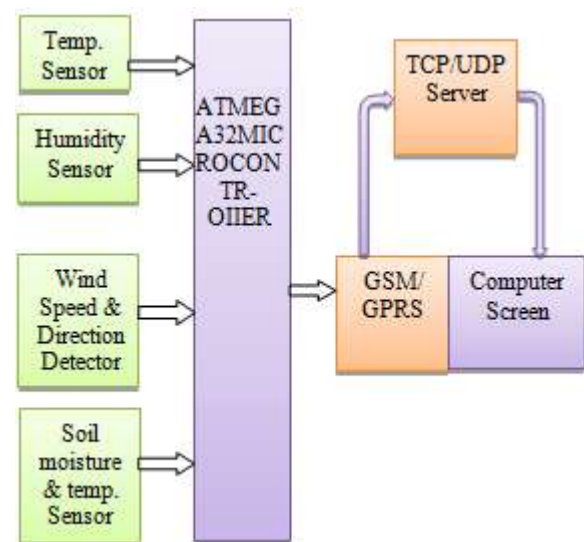 Temp.
Sensor
Humidity
Sensor
Wind
Speed &
Direction
Detector
Soil
moisture
& temp.
Sensor
ATMEG
A32MIC
ROCON
TR-
OIIER
TCP/UDP
Server
GSM/
GPRS
Computer
Screen